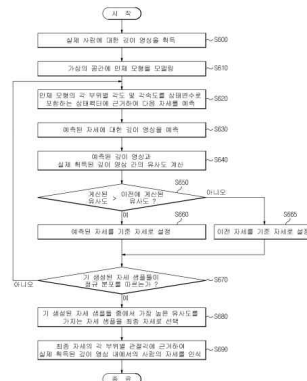 시 작
실제 사람에 대한 깊이 영상을 획득
S600
가상의 공간에 인체 모형을 모델링
S610
인체 모형의 각 부위별 각도 및 각속도를 상태변수로
포함하는 상태벡터에 근거하여 다음 자세를 예측
S620
예측된 자세에 대한 깊이 영상을 예측
S630
예측된 깊이 영상과
실제 획득된 깊이 영상 간의 유사도 계산
S640
S650
계산된
유사도 > 이전에 계산된
유사도 ?
아니오
예
S660
S665
예측된 자세를 기준 자세로 설정
이전 자세를 기준 자세로 설정
S670
기 생성된 자세 샘플들이
정규 분포를 따르는가 ?
아니오
예
기 생성된 자세 샘플들 중에서 가장 높은 유사도를
가지는 자세 샘플을 최종 자세로 선택
S680
최종 자세의 각 부위별 관절각에 근거하여
실제 획득된 깊이 영상 내에서의 사람의 자세를 인식
S690
종 료